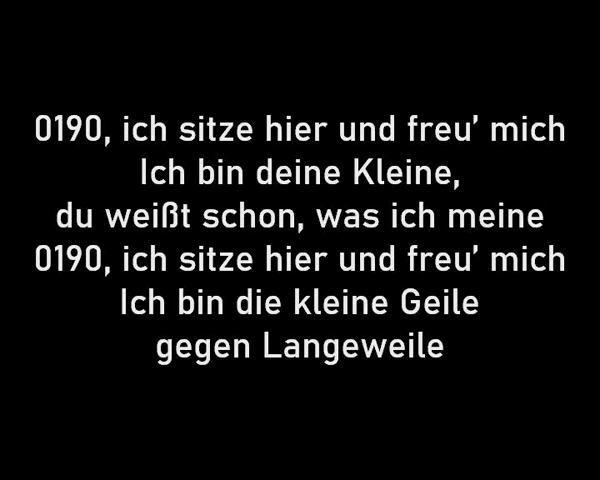 0190, ich sitze hier und freu’ mich
Ich bin deine Kleine,
du weißt schon, was ich meine
0190, ich sitze hier und freu’ mich
Ich bin die kleine Geile
gegen Langeweile